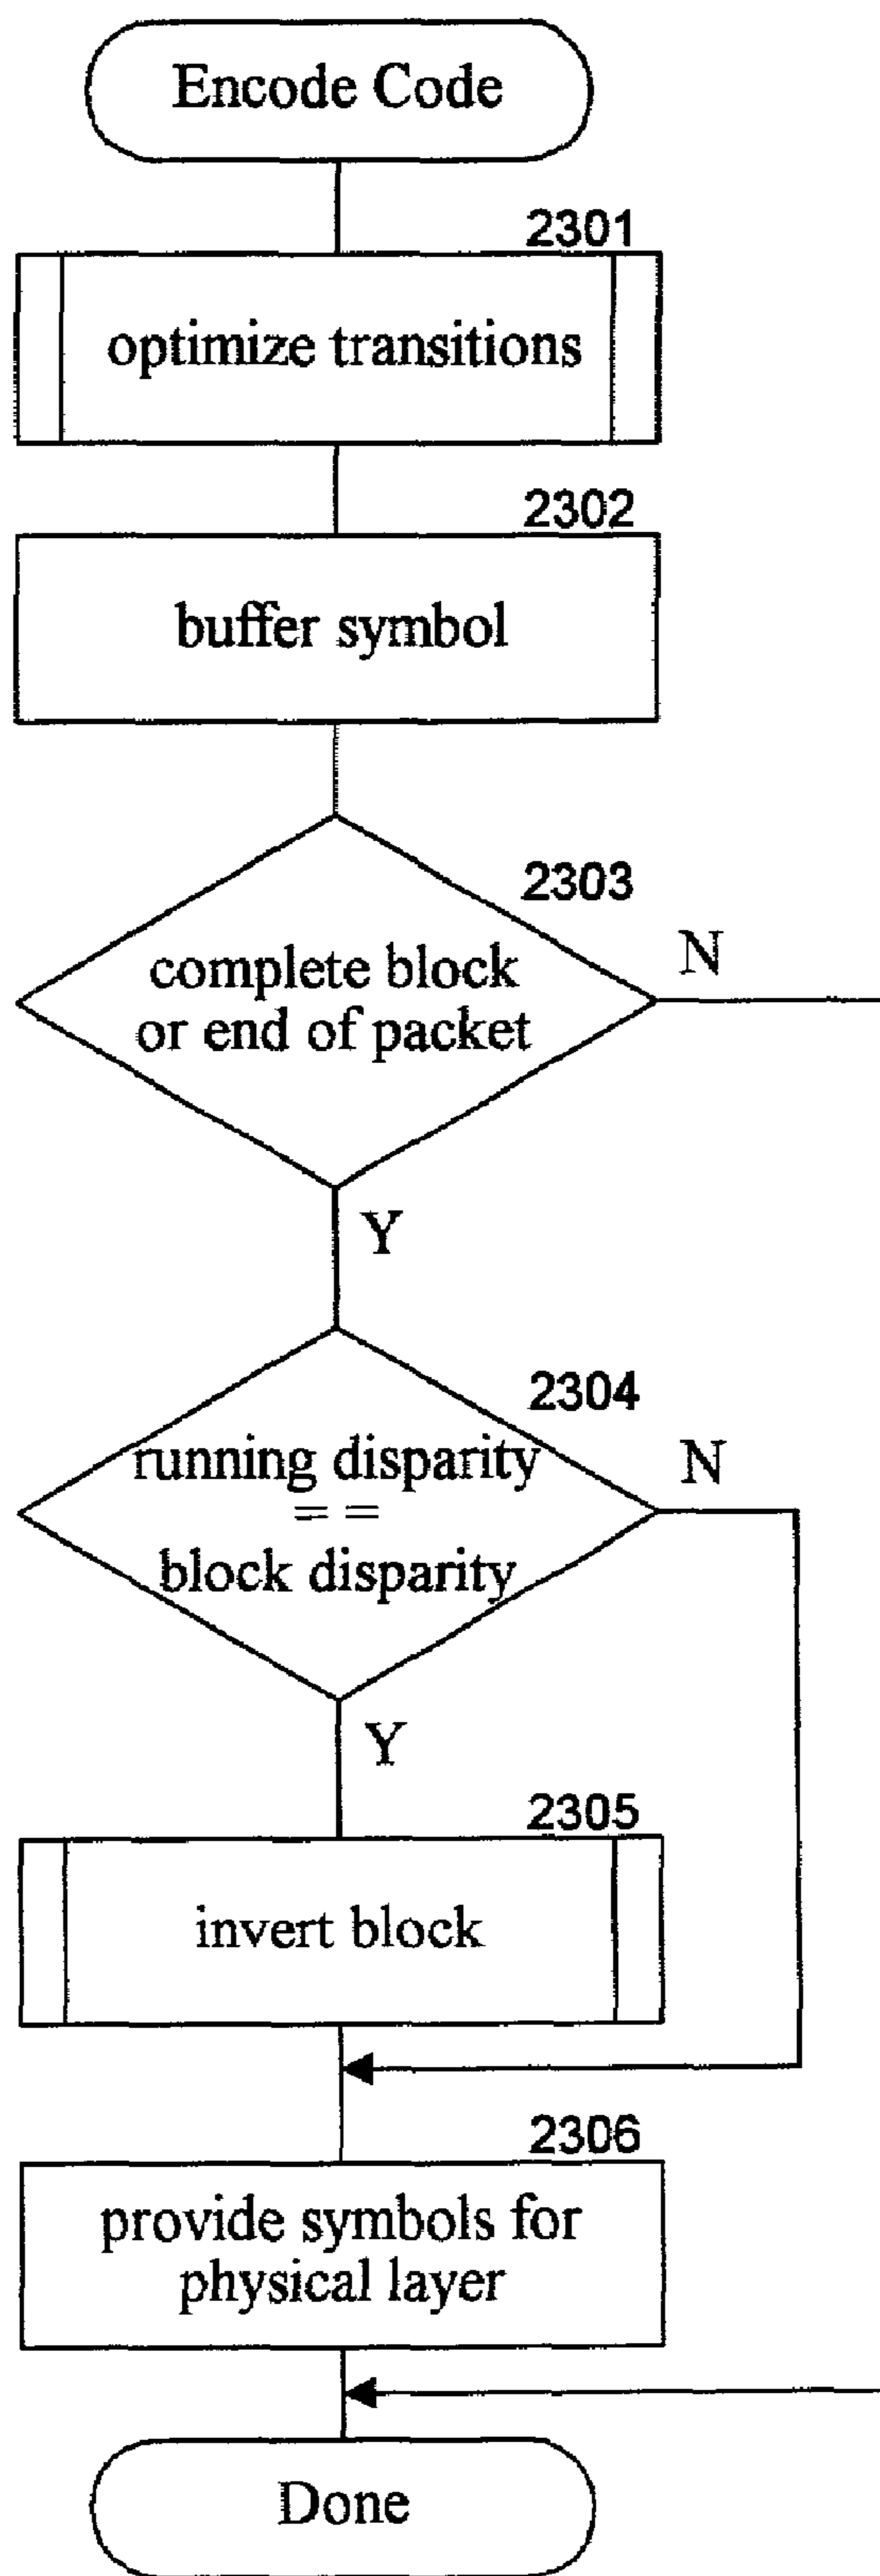 Encode Code
2301
optimize transitions
2302
buffer symbol
2303
complete block
or end of packet
N
Y
2304
running disparity
= =
block disparity
N
Y
2305
invert block
2306
provide symbols for
physical layer
Done